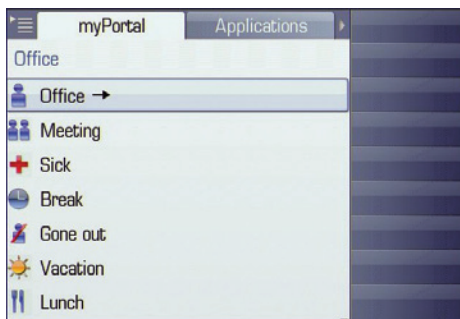 myPortal Applications
Office
Office →
Meeting
Sick
Break
Gone out
Vacation
Lunch